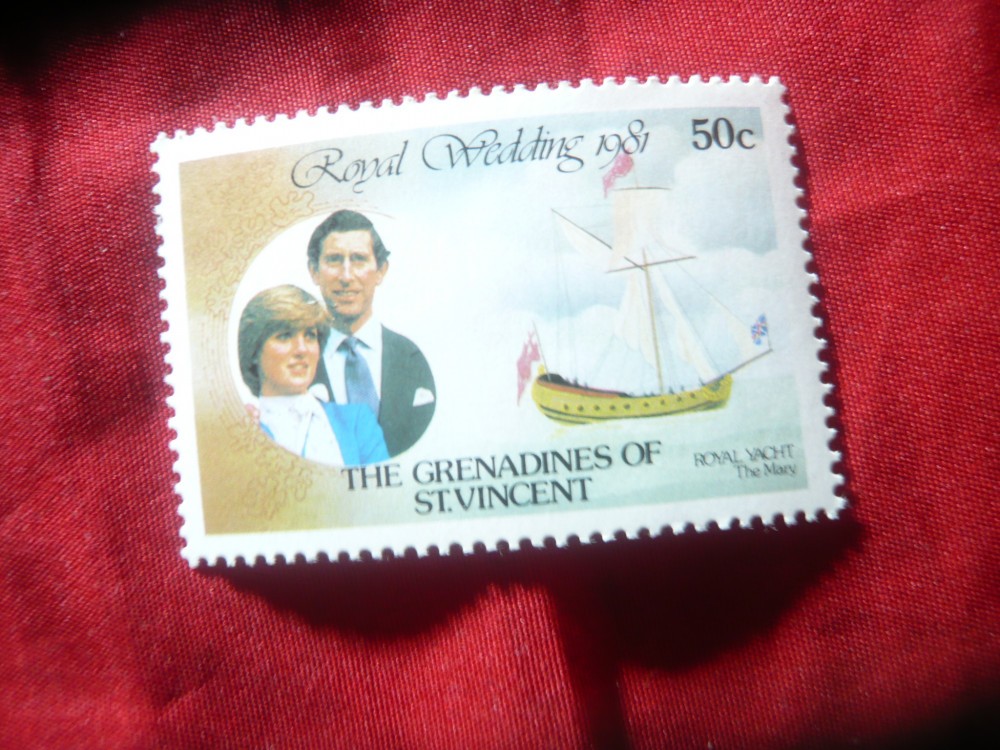 Royal Wedding 1981
50c
THE GRENADINES OF
ST.VINCENT
ROYAL YACHT
The Mary